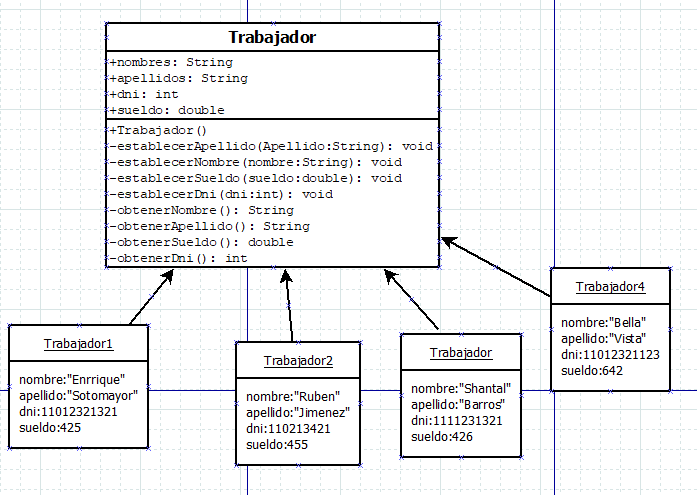 Trabajador
+nombres: String
+apellidos: String
+dni: int
+sueldo: double
+Trabajador()
-establecerApellido(Apellido:String): void
-establecerNombre(nombre:String): void
-establecerSueldo(sueldo:double): void
-establecerDni(dni:int): void
-obtenerNombre(): String
-obtenerApellido(): String
-obtenerSueldo(): double
-obtenerDni(): int
Trabajador1
nombre:"Enrrique"
apellido:"Sotomayor"
dni:11012321321
sueldo:425
Trabajador2
nombre:"Ruben"
apellido:"Jimenez"
dni:110213421
sueldo:455
Trabajador
nombre:"Shantal"
apellido:"Barros"
dni:1111231321
sueldo:426
Trabajador4
nombre:"Bella"
apellido:"Vista"
dni:11012321123
sueldo:642